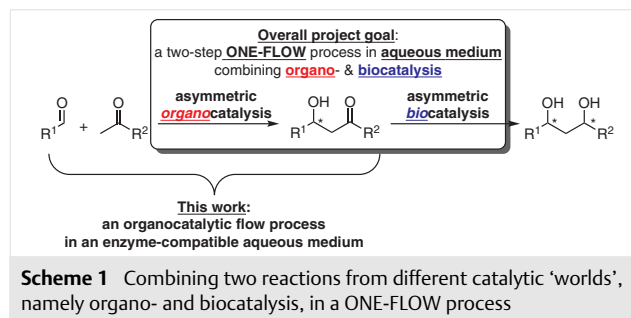 Overall project goal:
a two-step ONE-FLOW process in aqueous medium
combining organo- & biocatalysis
O
R1
+
O
R2
asymmetric
organocatalysis
OH
O
R1
*
R2
asymmetric
biocatalysis
OH OH
R1
*
*
R2
This work:
an organocatalytic flow process
in an enzyme-compatible aqueous medium
Scheme 1 Combining two reactions from different catalytic ‘worlds’,
namely organo- and biocatalysis, in a ONE-FLOW process